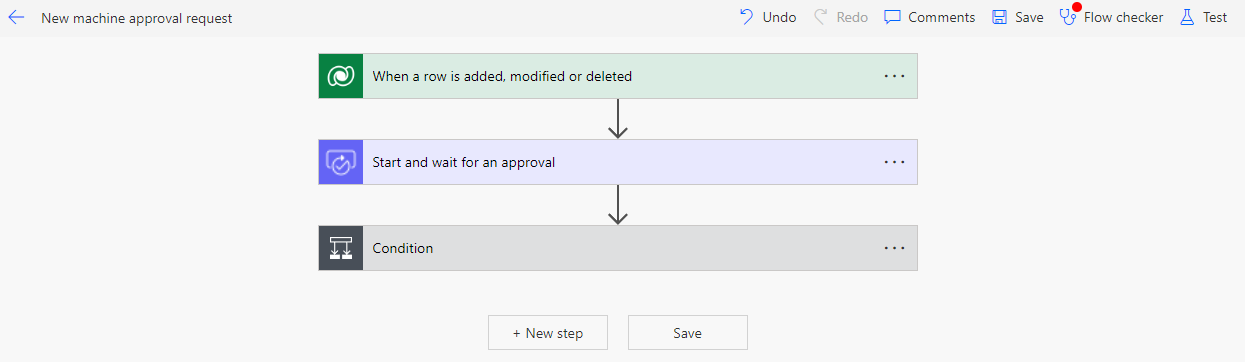 New machine approval request
Undo
Redo
Comments
Save
Flow checker
Test
When a row is added, modified or deleted
Start and wait for an approval
Condition
+ New step
Save